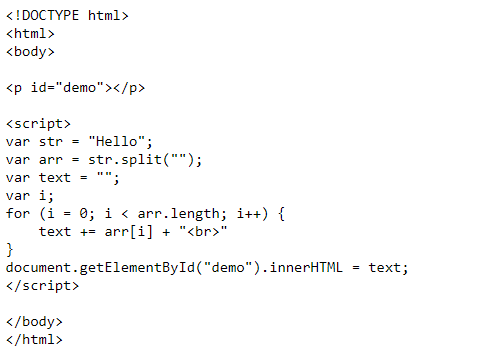 <!DOCTYPE html>
<html>
<body>

<p id="demo"></p>

<script>
var str = "Hello";
var arr = str.split("");
var text = "";
var i;
for (i = 0; i < arr.length; i++) {
    text += arr[i] + "<br>"
}
document.getElementById("demo").innerHTML = text;
</script>

</body>
</html>